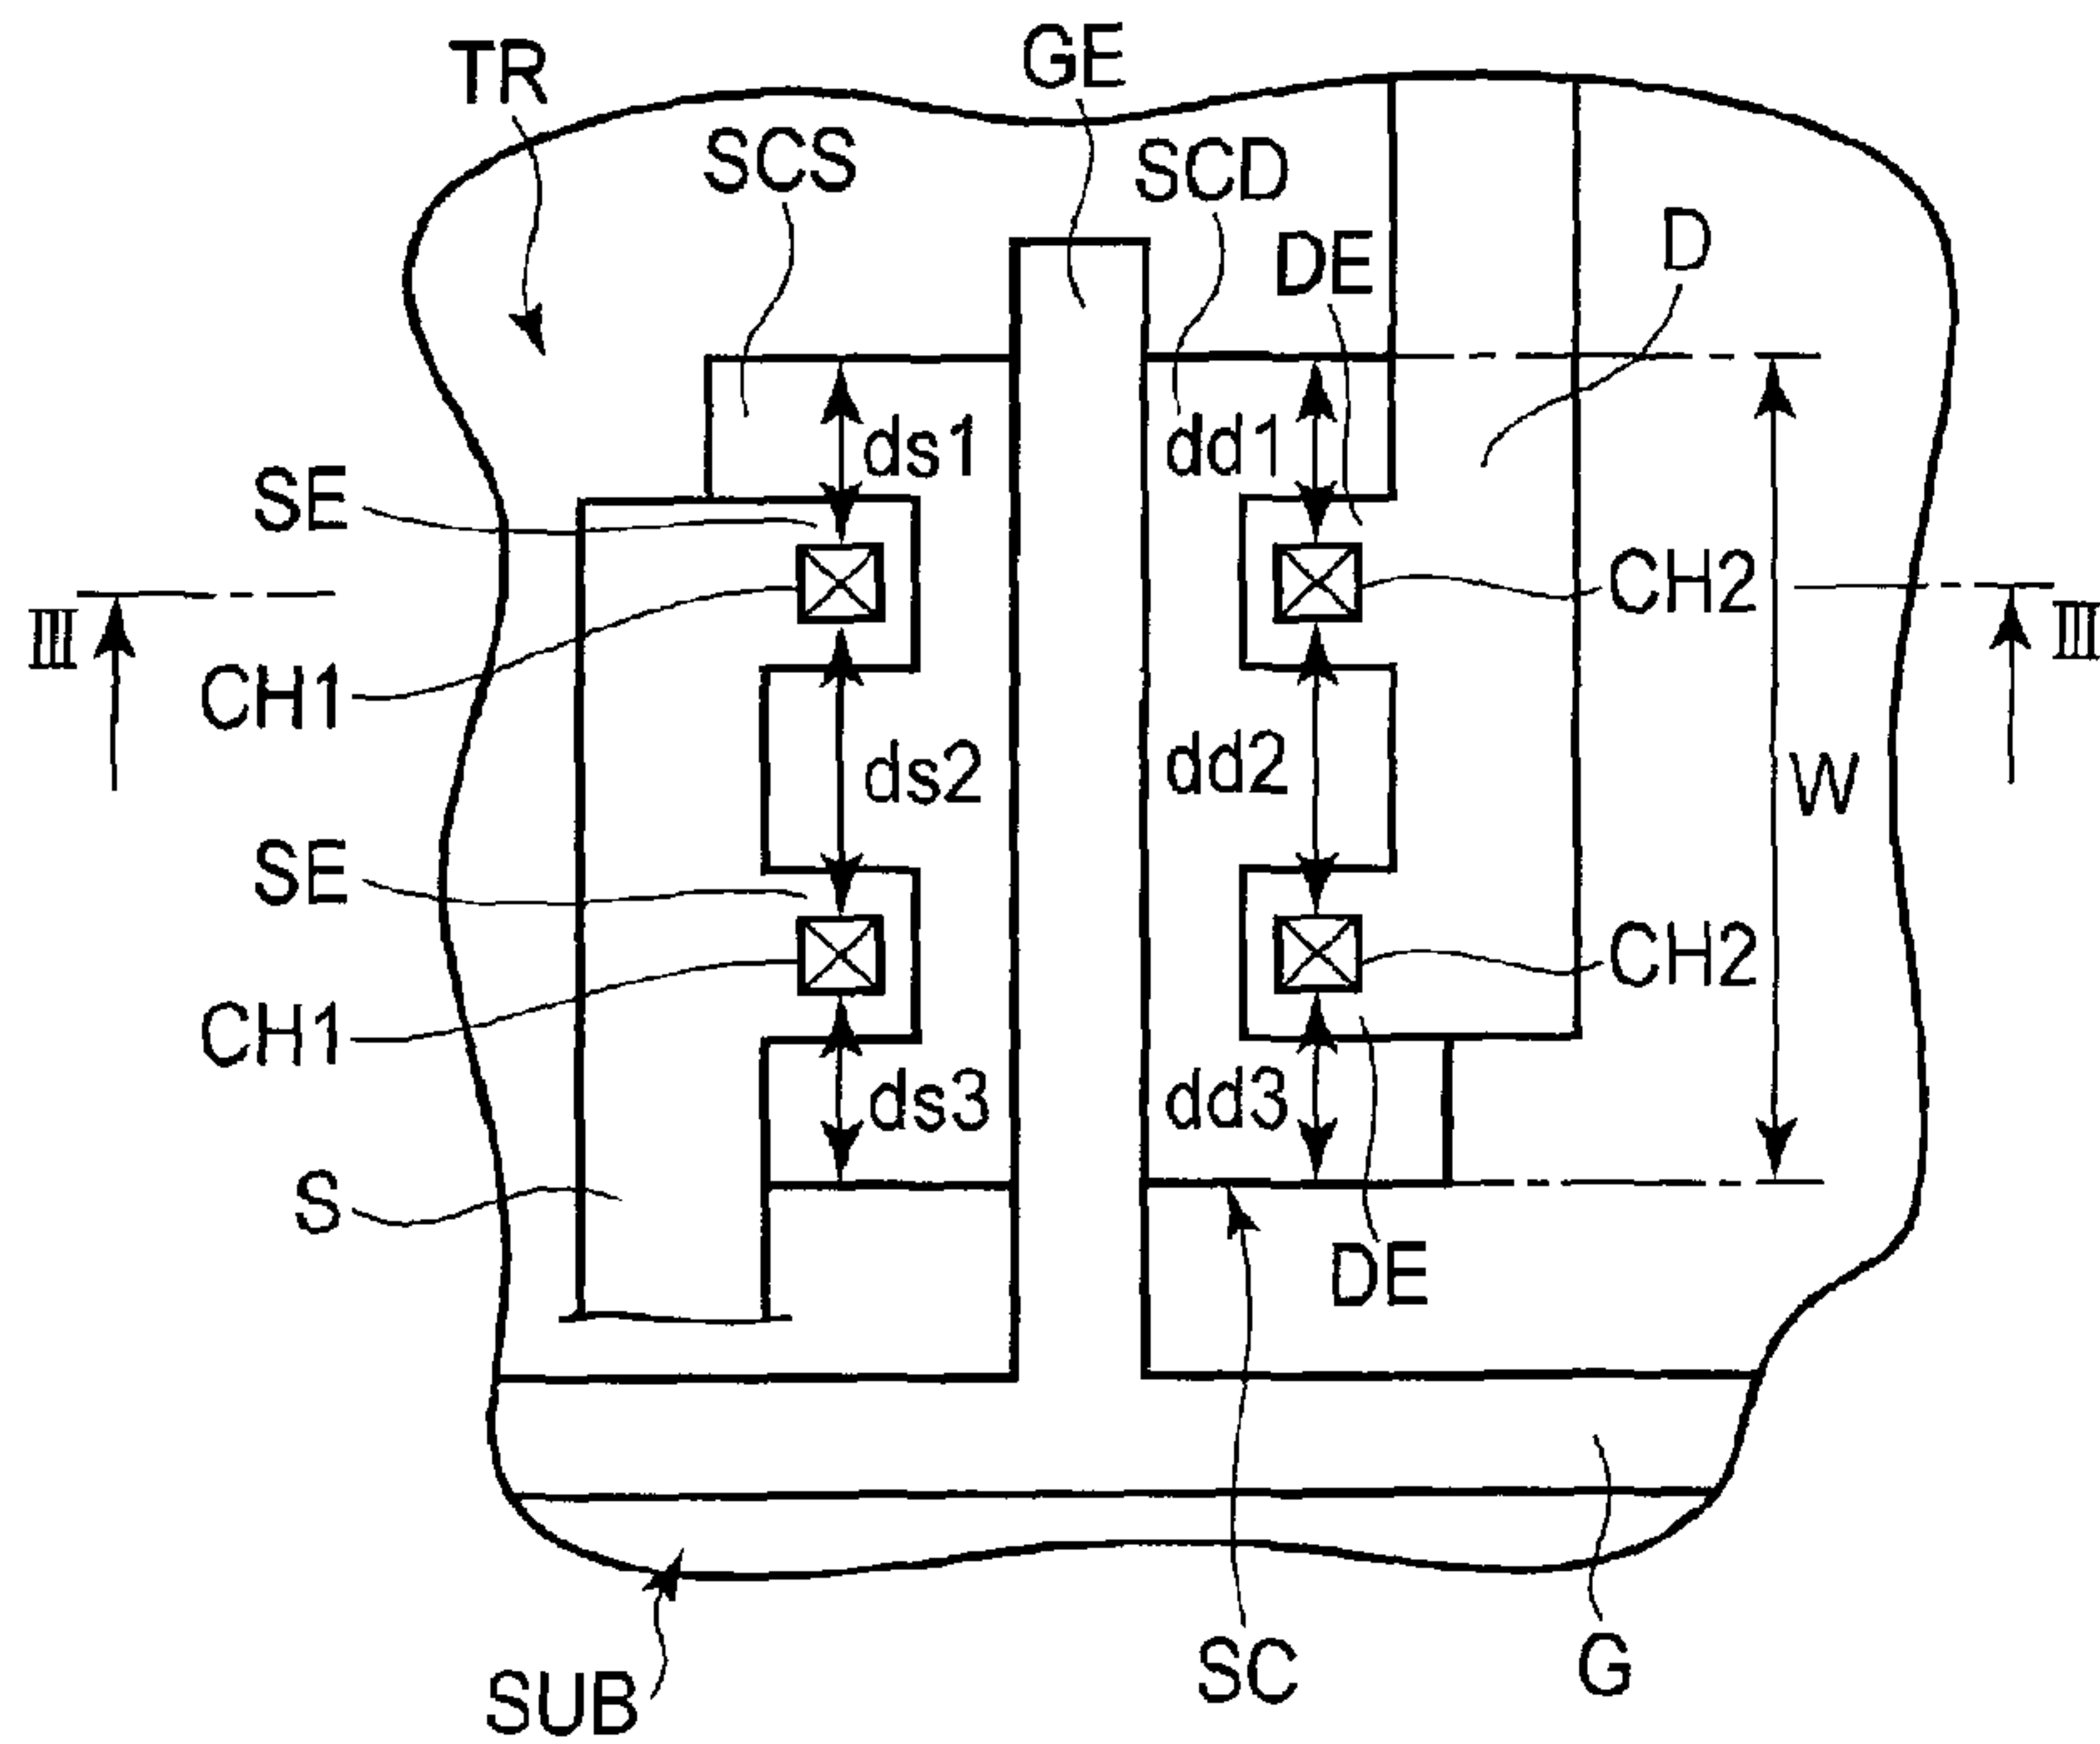 TR
GE
SCS
SCD
DE
D
ds1
dd1
SE
CH2
III
III
CH1
ds2
dd2
W
SE
CH2
CH1
ds3
dd3
S
DE
SUB
SC
G